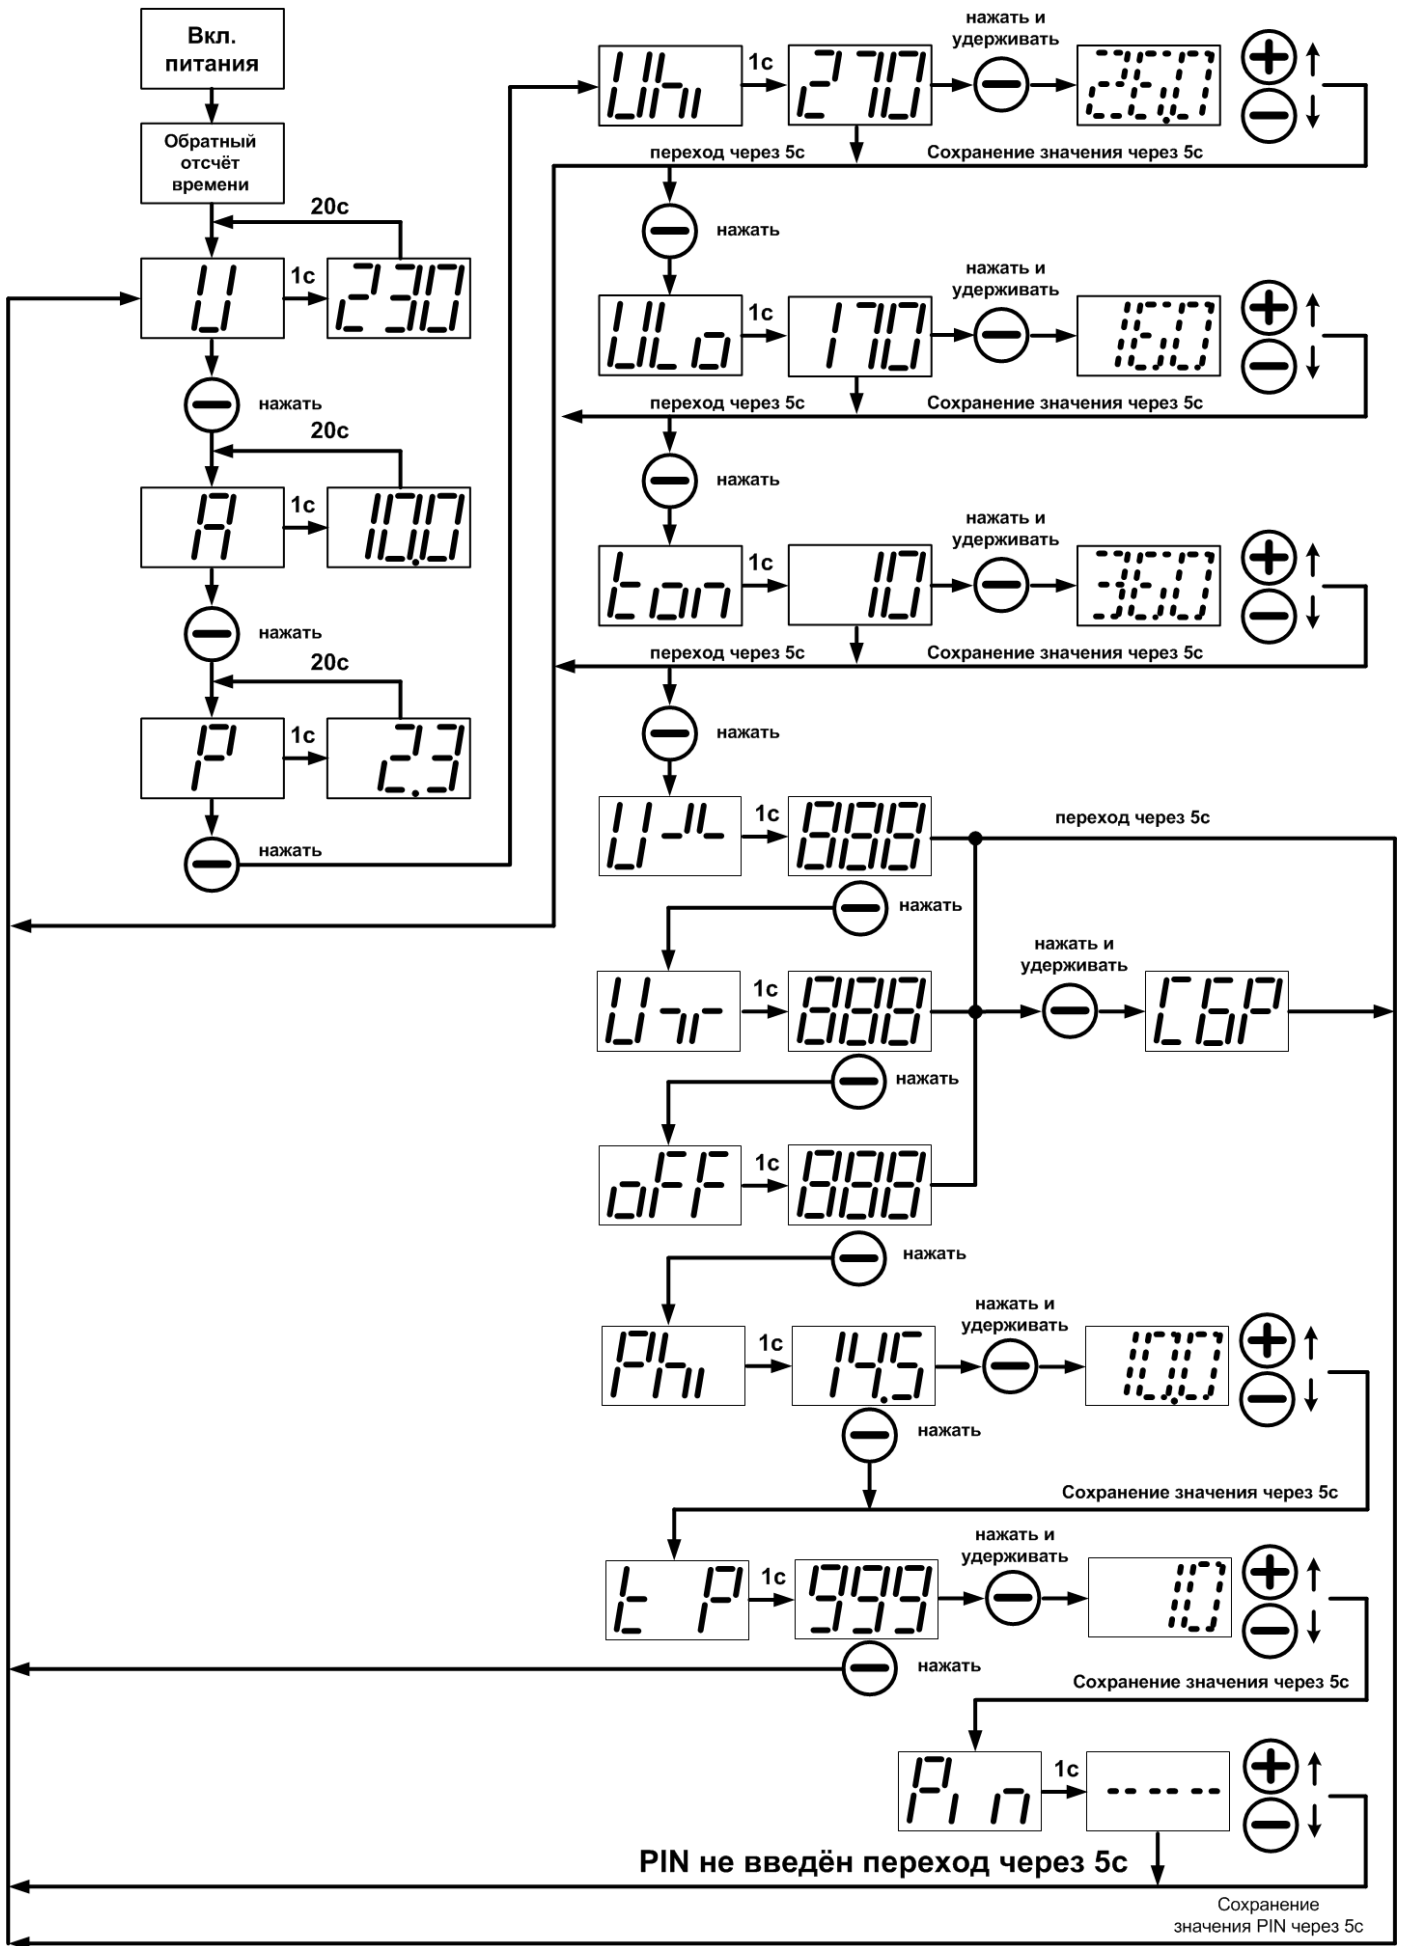 Вкл.
питания
Обратный
отсчёт
времени
20с
U
1с
230
нажать
20с
A
1с
10.0
нажать
20с
P
1с
2.3
нажать
Uhi
1с
270
нажать и
удерживать
26.0
переход через 5с
Сохранение значения через 5с
нажать
ULo
1с
170
нажать и
удерживать
16.0
переход через 5с
Сохранение значения через 5с
нажать
ton
1с
10
нажать и
удерживать
360
переход через 5с
Сохранение значения через 5с
нажать
U
1с
888
переход через 5с
нажать
U
1с
888
нажать и
удерживать
CGP
нажать
oFF
1с
888
нажать
Phi
1с
14.5
нажать и
удерживать
10.0
нажать
Сохранение значения через 5с
t P
1с
999
нажать и
удерживать
10
нажать
Сохранение значения через 5с
Pin
1с
------
PIN не введён переход через 5с
Сохранение
значения PIN через 5с